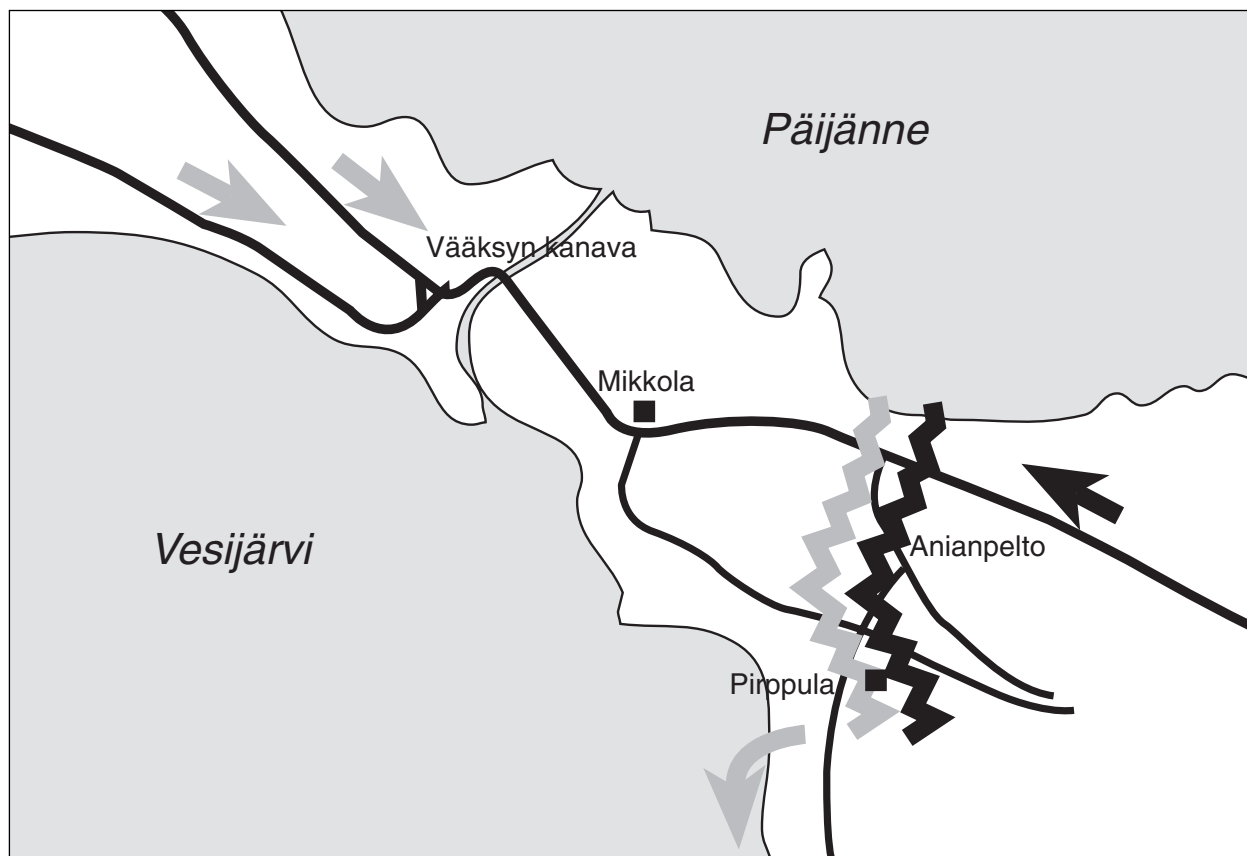 Päijänne
Vääksyn kanava
Mikkola
Vesijärvi
Anianpelto
Pirppula